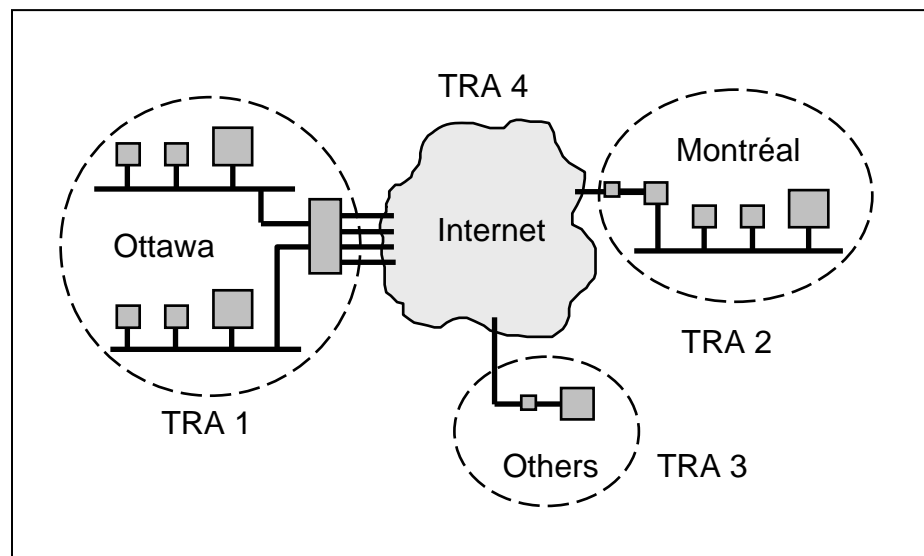 TRA 4
Montréal
Internet
Ottawa
TRA 2
TRA 1
Others
TRA 3